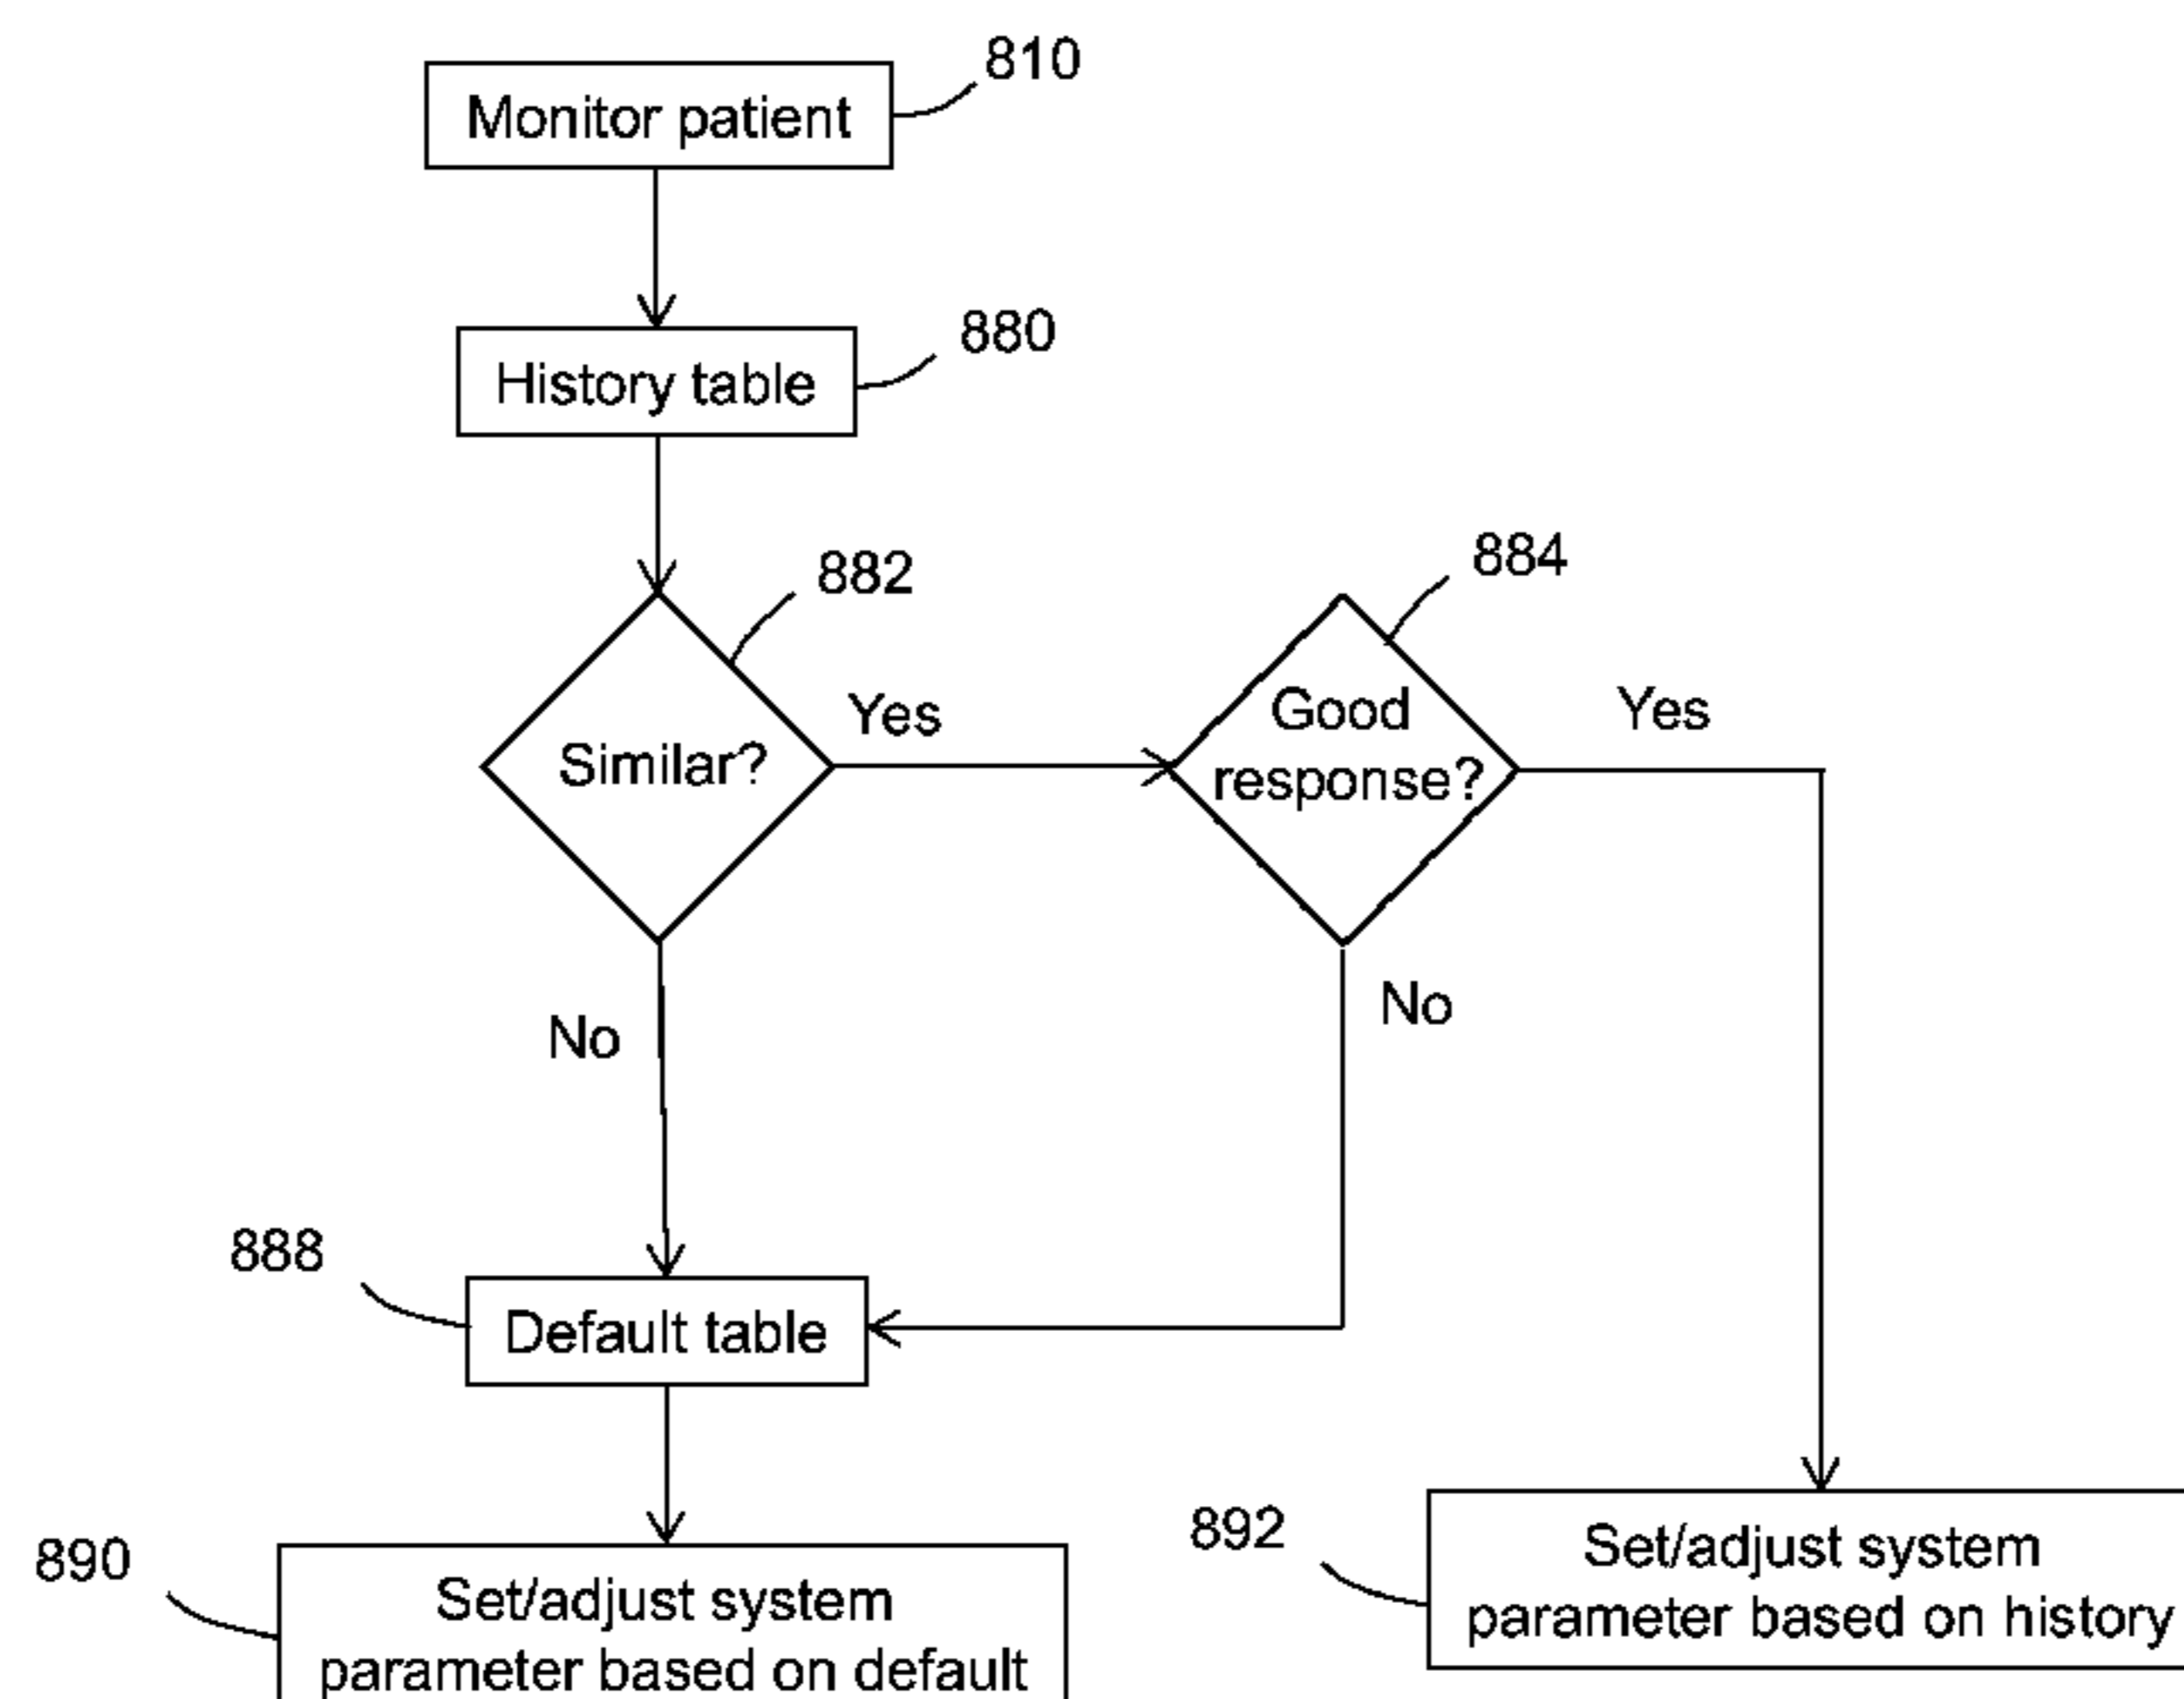 810
Monitor patient
880
History table
882
884
Yes
Good
response?
Yes
Similar?
No
No
888
Default table
890
Set/adjust system
parameter based on default
892
Set/adjust system
parameter based on history